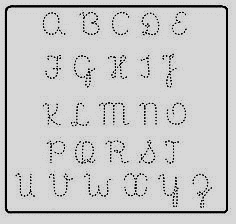 A B C D E
F G H I J
K L M N O
P Q R S T
U V W X Y Z